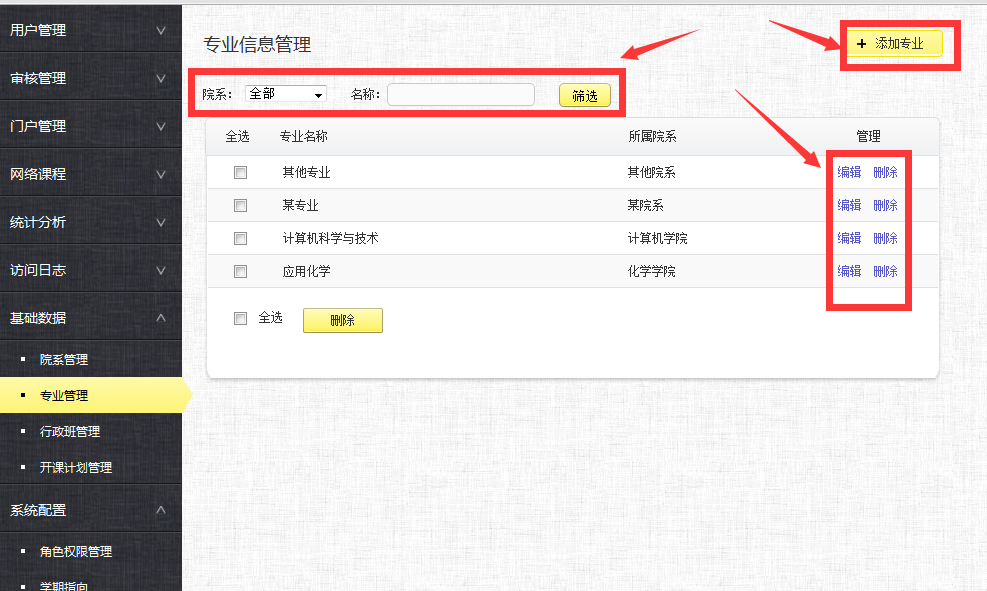 用户管理
审核管理
门户管理
网络课程
统计分析
访问日志
基础数据
院系管理
专业管理
行政班管理
开课计划管理
系统配置
角色权限管理
学期指向
专业信息管理
+ 添加专业
院系： 全部 名称： 筛选
全选 专业名称 所属院系 管理
其他专业 其他院系 编辑 删除
某专业 某院系 编辑 删除
计算机科学与技术 计算机学院 编辑 删除
应用化学 化学学院 编辑 删除
全选 删除